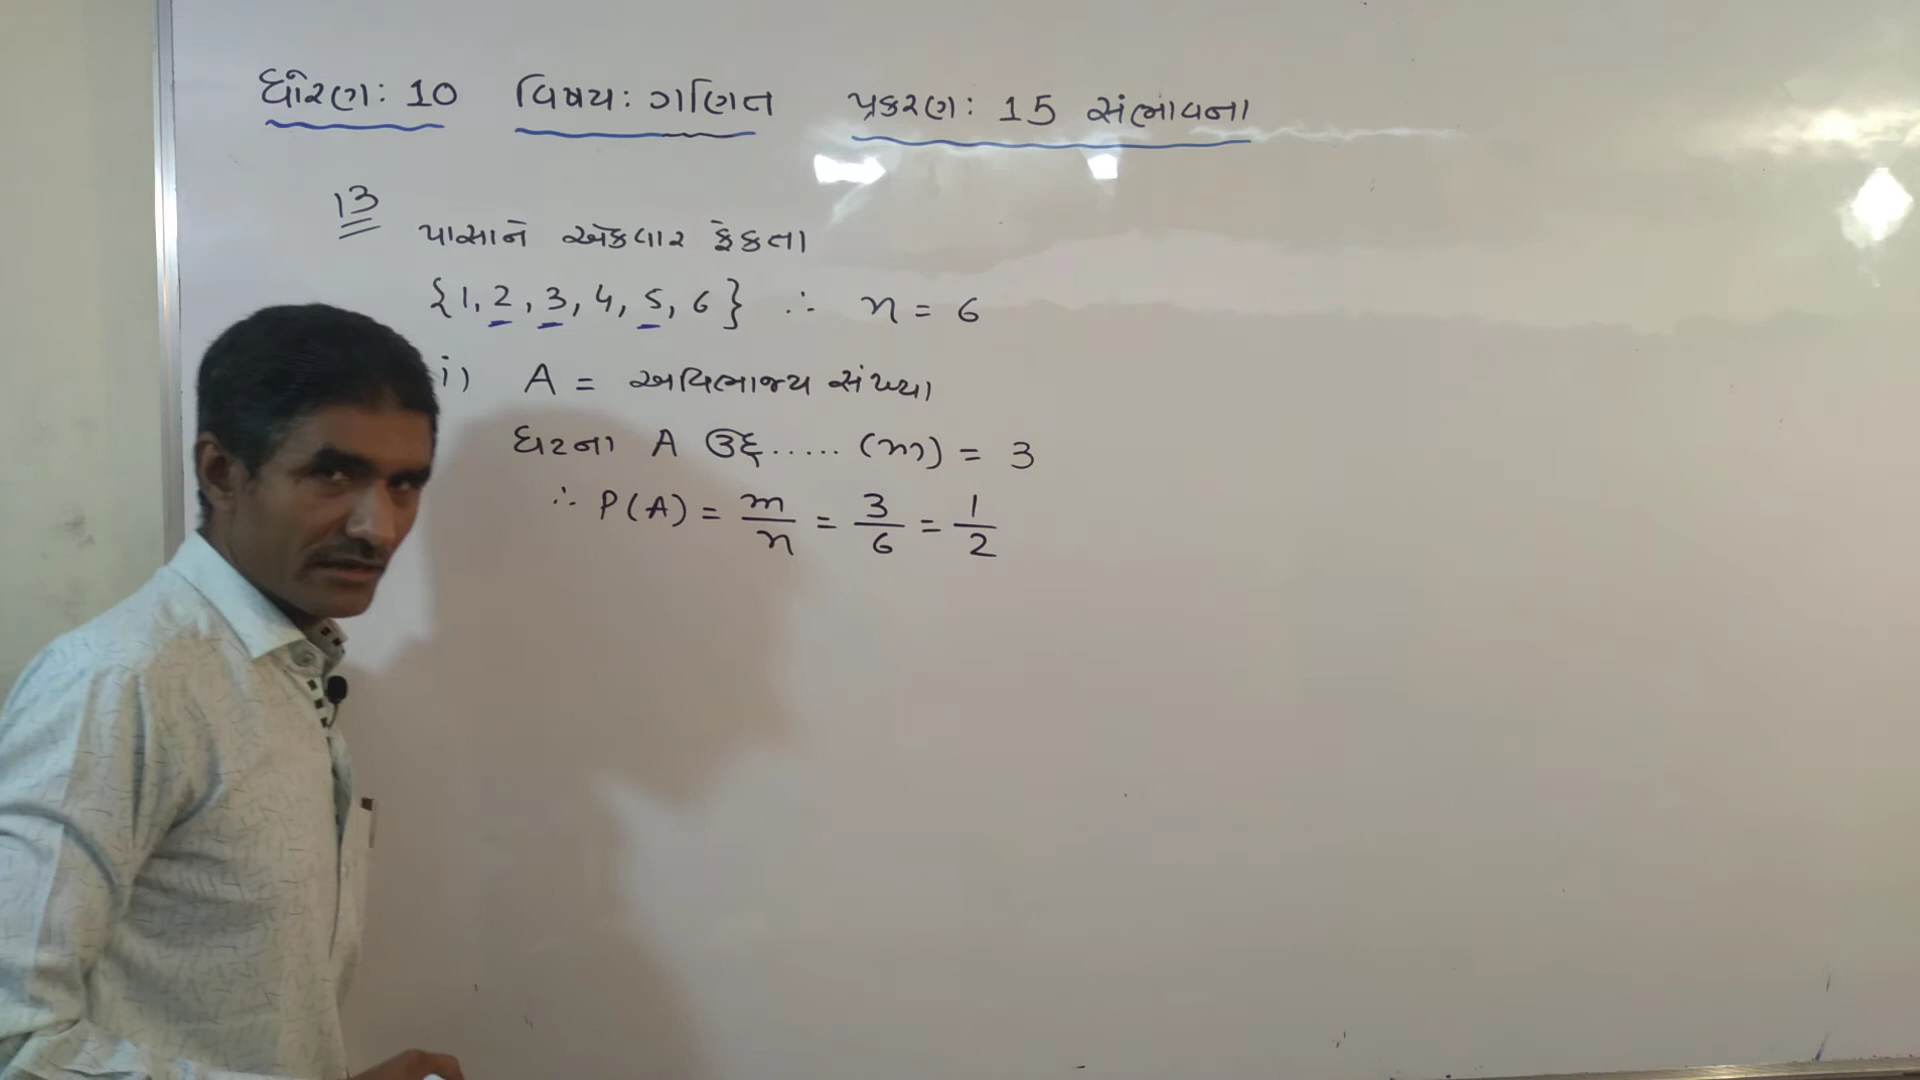 ધોરણ: 10 વિષય: ગણિત પ્રકરણ: 15 સંભાવના
13
પાસાને એકવાર ફેંકતા
{1, 2, 3, 4, 5, 6} ∴ n = 6
i) A = અવિભાજ્ય સંખ્યા
ઘટના A ઉદ્ ..... (m) = 3
∴ P(A) = m/n = 3/6 = 1/2